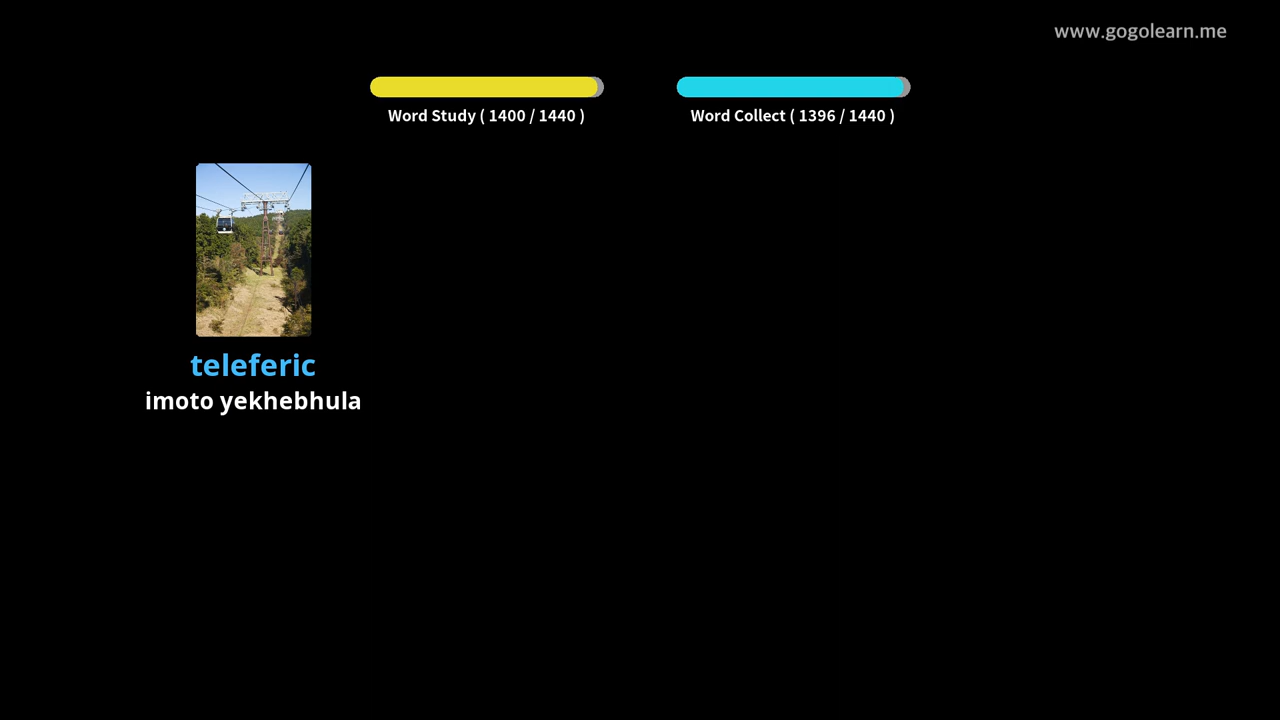 www.gogolearn.me
Word Study ( 1400 / 1440 )
Word Collect ( 1396 / 1440 )
teleferic
imoto yekhebhula